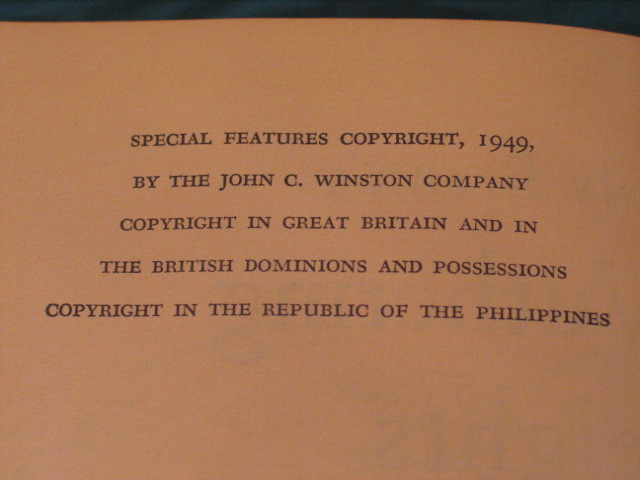 SPECIAL FEATURES COPYRIGHT, 1949,
BY THE JOHN C. WINSTON COMPANY
COPYRIGHT IN GREAT BRITAIN AND IN
THE BRITISH DOMINIONS AND POSSESSIONS
COPYRIGHT IN THE REPUBLIC OF THE PHILIPPINES